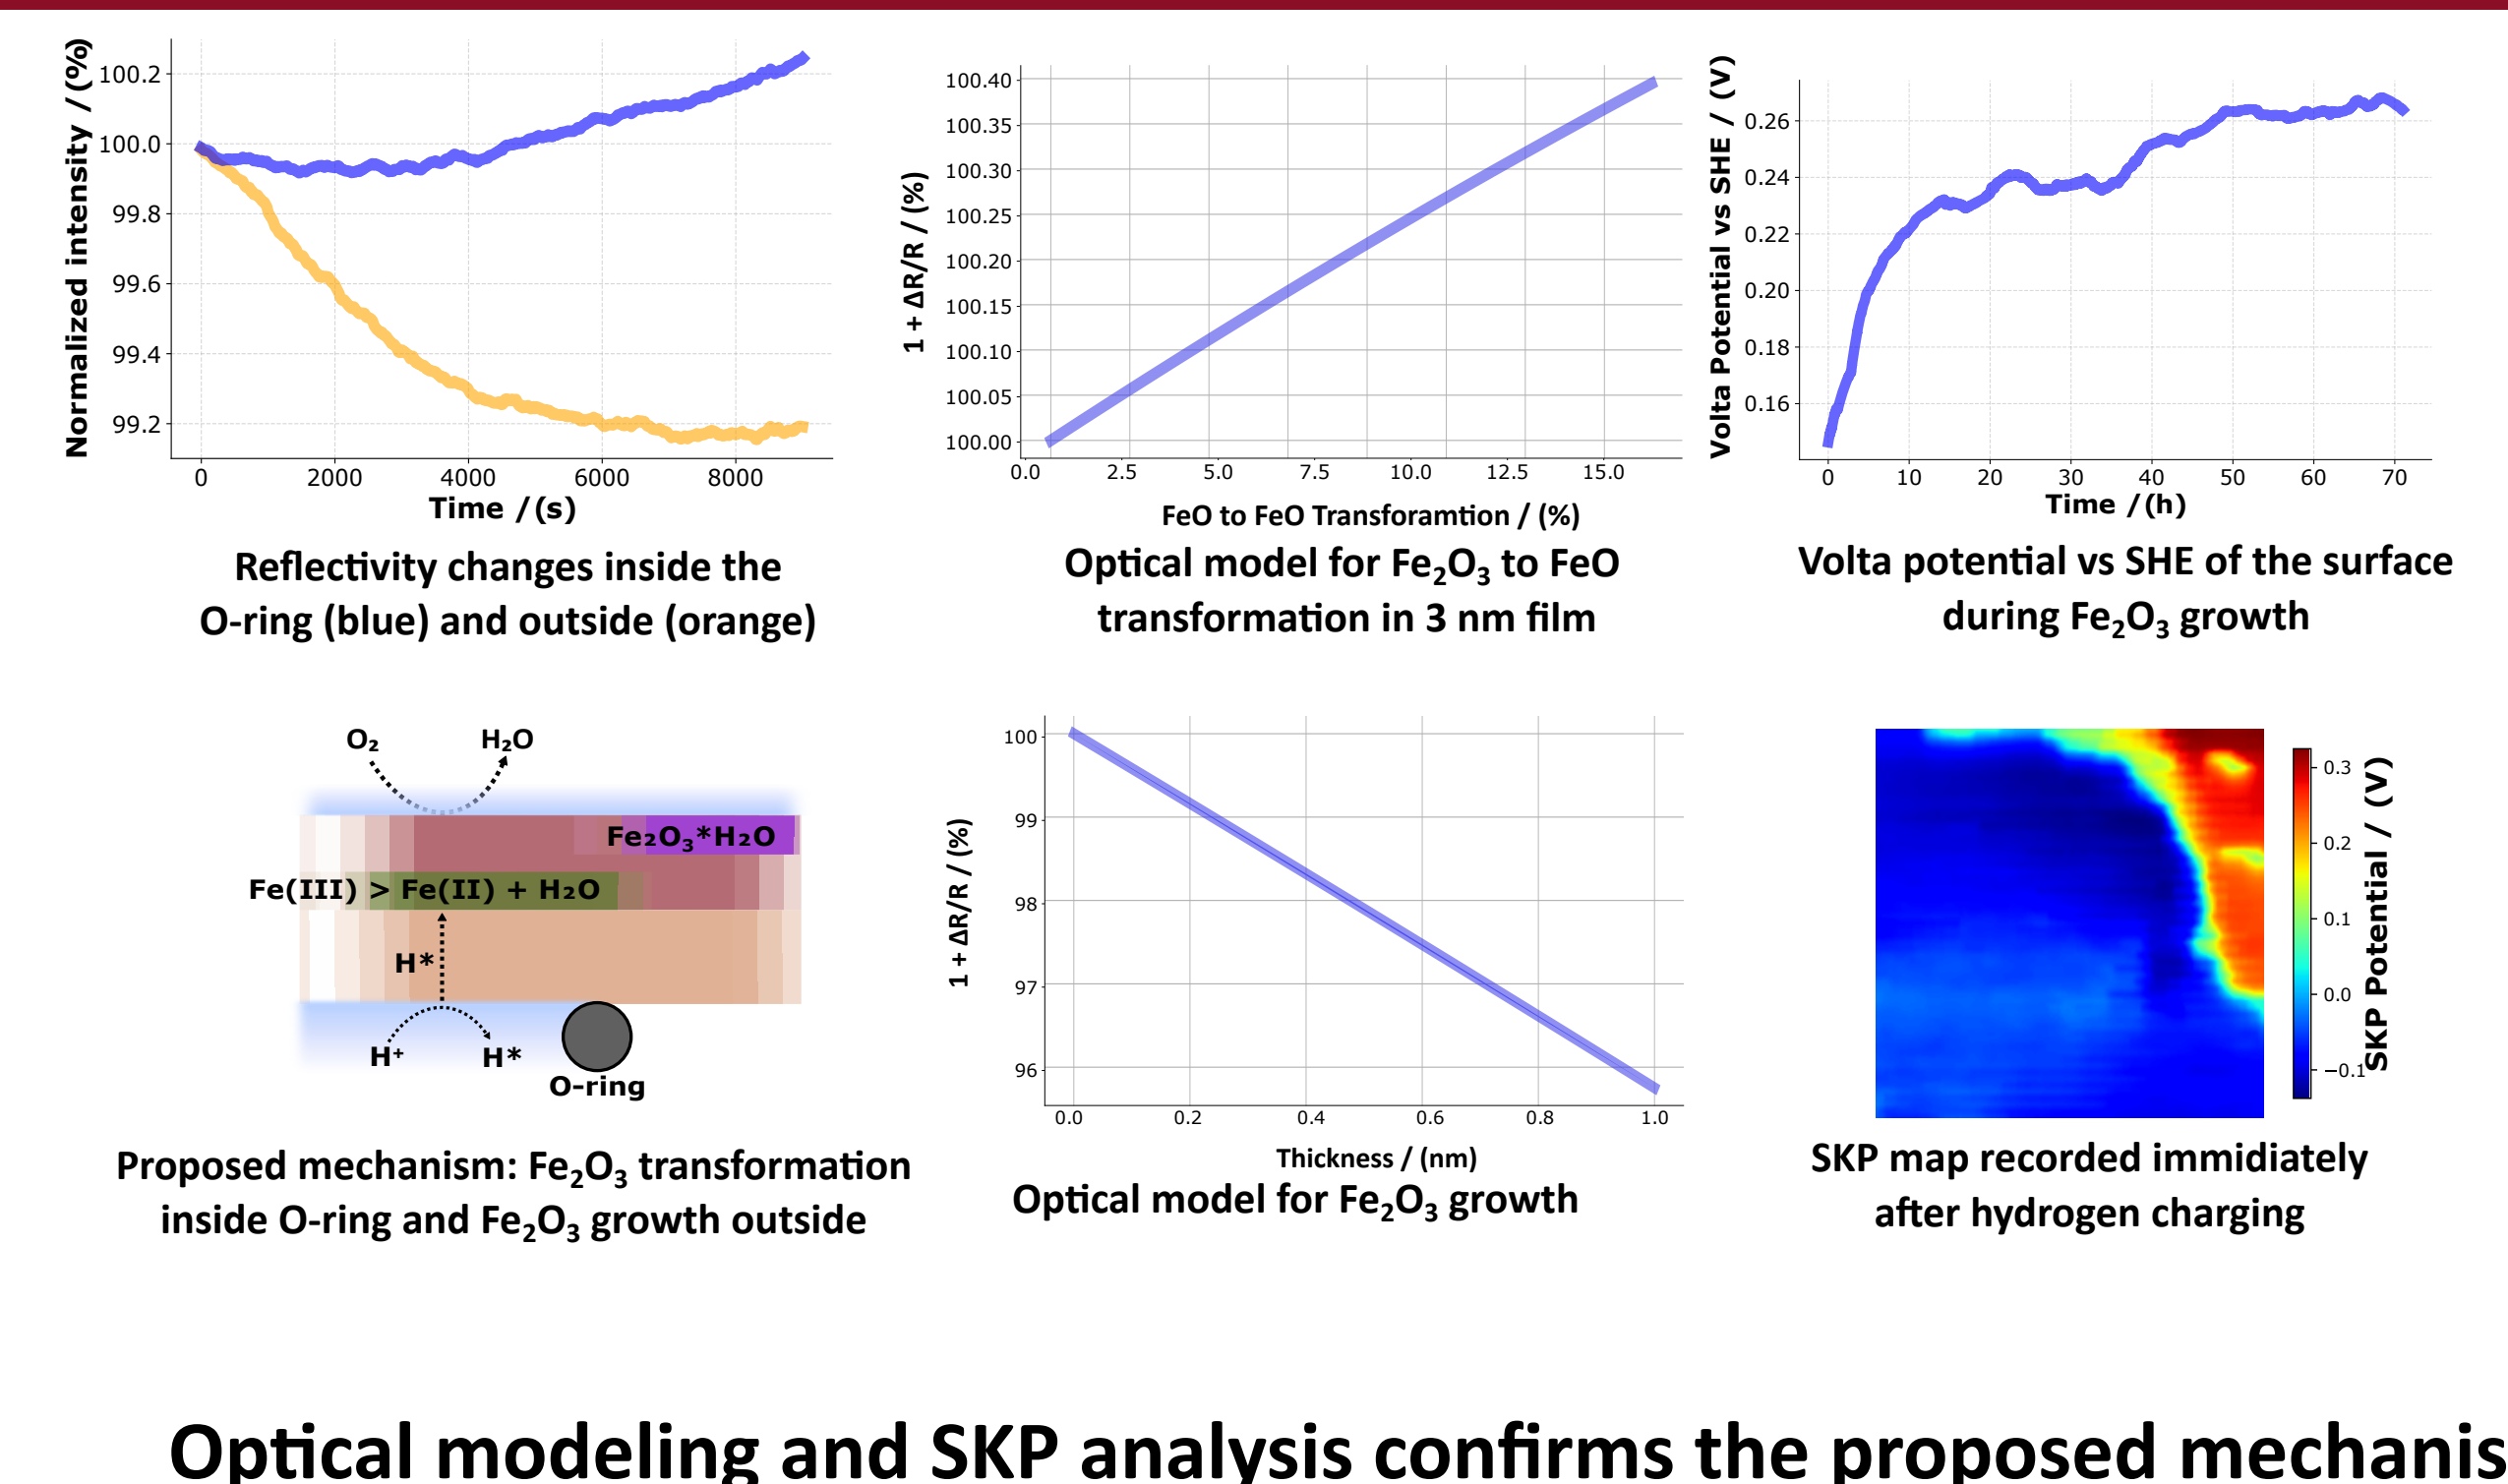 Normalized intensity / (%)
100.2
100.0
99.8
99.6
99.4
99.2
0 2000 4000 6000 8000
Time / (s)
Reflectivity changes inside the
O-ring (blue) and outside (orange)
1 + ΔR/R / (%)
100.40
100.35
100.30
100.25
100.20
100.15
100.10
100.05
100.00
0.0 2.5 5.0 7.5 10.0 12.5 15.0
FeO to FeO Transforamtion / (%)
Optical model for Fe₂O₃ to FeO
transformation in 3 nm film
Volta Potential vs SHE / (V)
0.26
0.24
0.22
0.20
0.18
0.16
0 10 20 30 40 50 60 70
Time / (h)
Volta potential vs SHE of the surface
during Fe₂O₃ growth
O₂ H₂O
Fe₂O₃*H₂O
Fe(III) > Fe(II) + H₂O
H*
H⁺ H*
O-ring
Proposed mechanism: Fe₂O₃ transformation
inside O-ring and Fe₂O₃ growth outside
1 + ΔR/R / (%)
100
99
98
97
96
0.0 0.2 0.4 0.6 0.8 1.0
Thickness / (nm)
Optical model for Fe₂O₃ growth
0.3
0.2
0.1
0.0
−0.1
SKP Potential / (V)
SKP map recorded immidiately
after hydrogen charging
Optical modeling and SKP analysis confirms the proposed mechanis